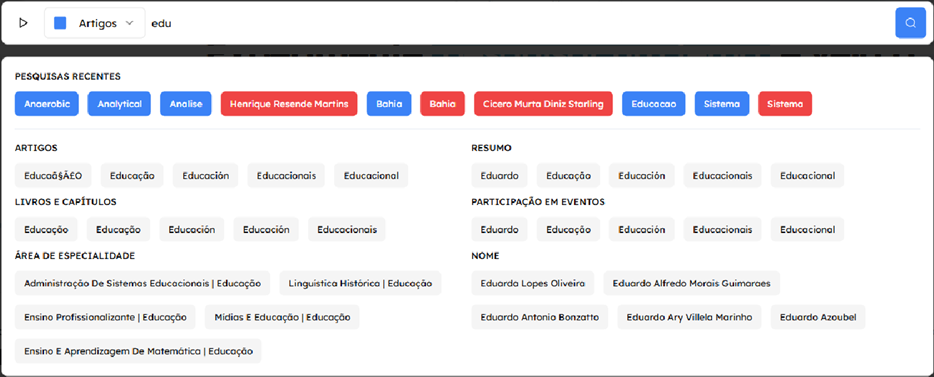 Artigos edu
PESQUISAS RECENTES
Anaerobic Analytical Analise Henrique Resende Martins Bahia Bahia Cicero Murta Diniz Starling Educacao Sistema Sistema
ARTIGOS
Educaã§Ã£O Educação Educación Educacionais Educacional
LIVROS E CAPÍTULOS
Educação Educação Educación Educación Educacionais
ÁREA DE ESPECIALIDADE
Administração De Sistemas Educacionais | Educação Linguistica Histórica | Educação
Ensino Profissionalizante | Educação Mídias E Educação | Educação
Ensino E Aprendizagem De Matemática | Educação
RESUMO
Eduardo Educação Educación Educacionais Educacional
PARTICIPAÇÃO EM EVENTOS
Eduardo Educação Educación Educacionais Educacional
NOME
Eduarda Lopes Oliveira Eduardo Alfredo Morais Guimaraes
Eduardo Antonio Bonzatto Eduardo Ary Villela Marinho Eduardo Azoubel